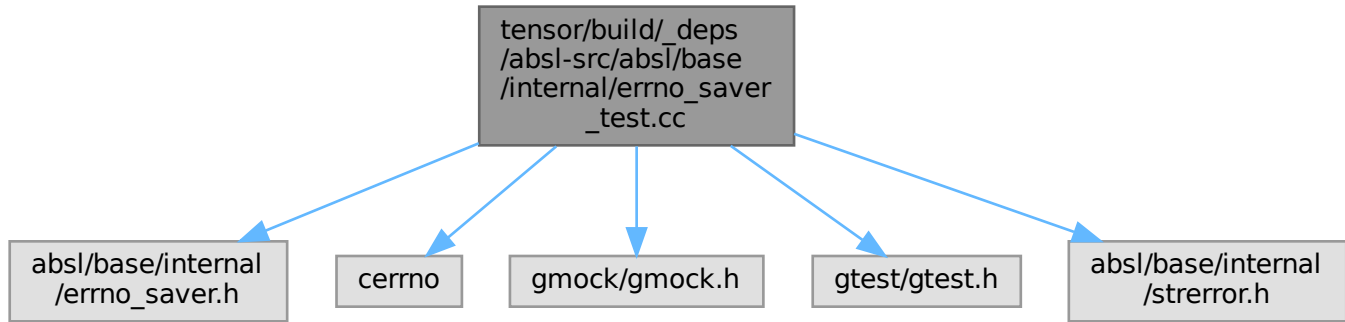 tensor/build/_deps
/absl-src/absl/base
/internal/errno_saver
_test.cc
absl/base/internal
/errno_saver.h
cerrno
gmock/gmock.h
gtest/gtest.h
absl/base/internal
/strerror.h